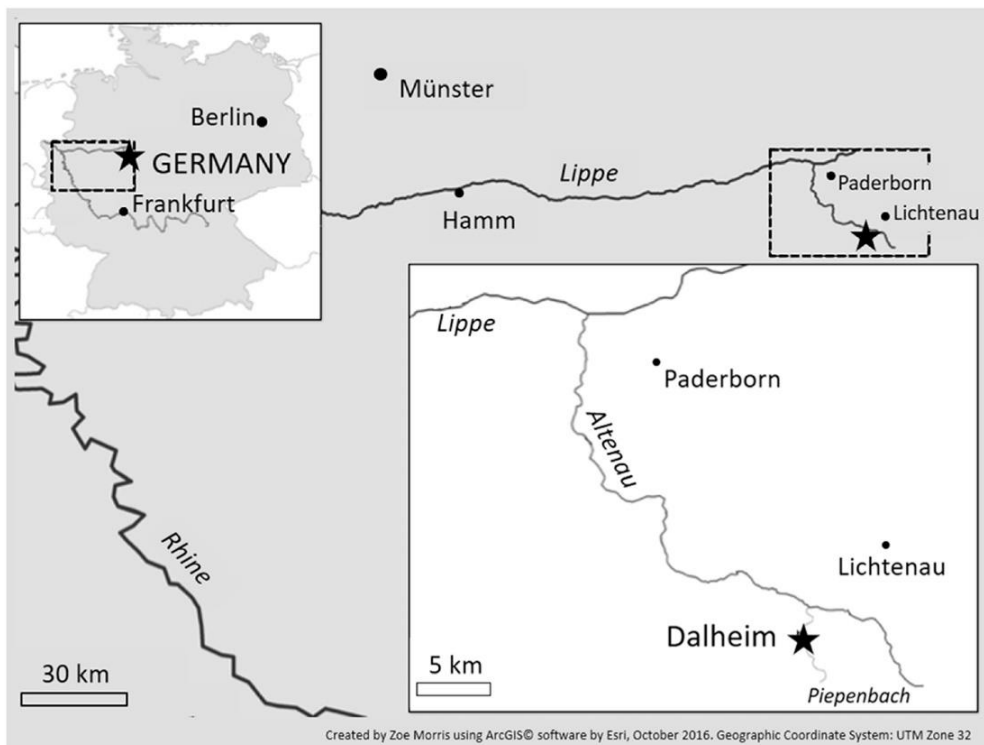 Berlin
GERMANY
Frankfurt
Münster
Lippe
Hamm
Paderborn
Lichtenau
Rhine
30 km
Lippe
Paderborn
Altenau
Lichtenau
Dalheim
5 km
Piepenbach
Created by Zoe Morris using ArcGIS© software by Esri, October 2016. Geographic Coordinate System: UTM Zone 32